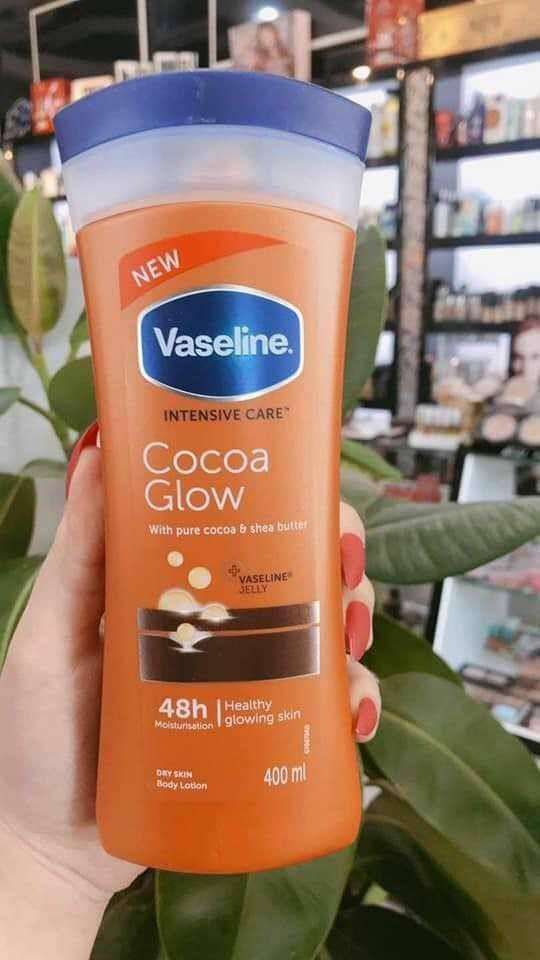 NEW
Vaseline.
INTENSIVE CARE™
Cocoa
Glow
With pure cocoa & shea butter
VASELINE®
JELLY
48h
Moisturisation
Healthy
glowing skin
DRY SKIN
Body Lotion
400 ml